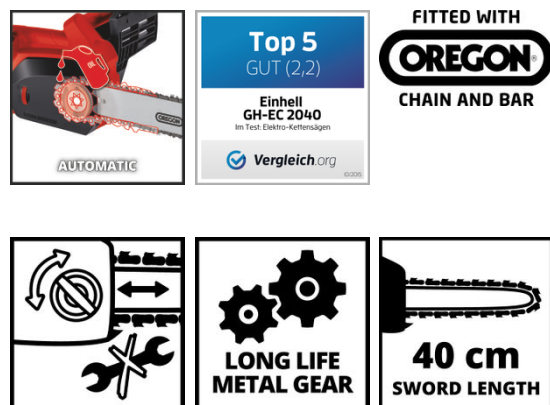 OIL
AUTOMATIC
OREGON
Top 5
GUT (2,2)
Einhell
GH-EC 2040
Im Test: Elektro-Kettensägen
Vergleich.org
FITTED WITH
OREGON®
CHAIN AND BAR
LONG LIFE
METAL GEAR
40 cm
SWORD LENGTH